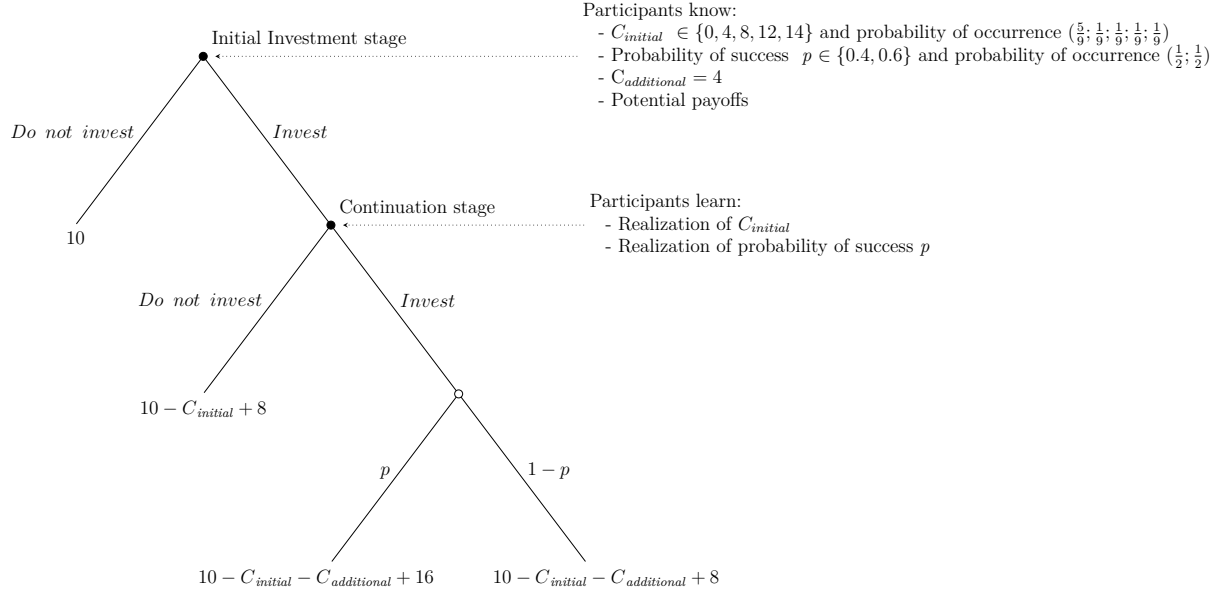 Participants know:
- C_initial ∈ {0, 4, 8, 12, 14} and probability of occurrence (5/9; 1/9; 1/9; 1/9; 1/9)
- Probability of success p ∈ {0.4, 0.6} and probability of occurrence (1/2; 1/2)
- C_additional = 4
- Potential payoffs
Initial Investment stage
Do not invest
Invest
10
Continuation stage
Participants learn:
- Realization of C_initial
- Realization of probability of success p
Do not invest
Invest
10 − C_initial + 8
p
1 − p
10 − C_initial − C_additional + 16
10 − C_initial − C_additional + 8